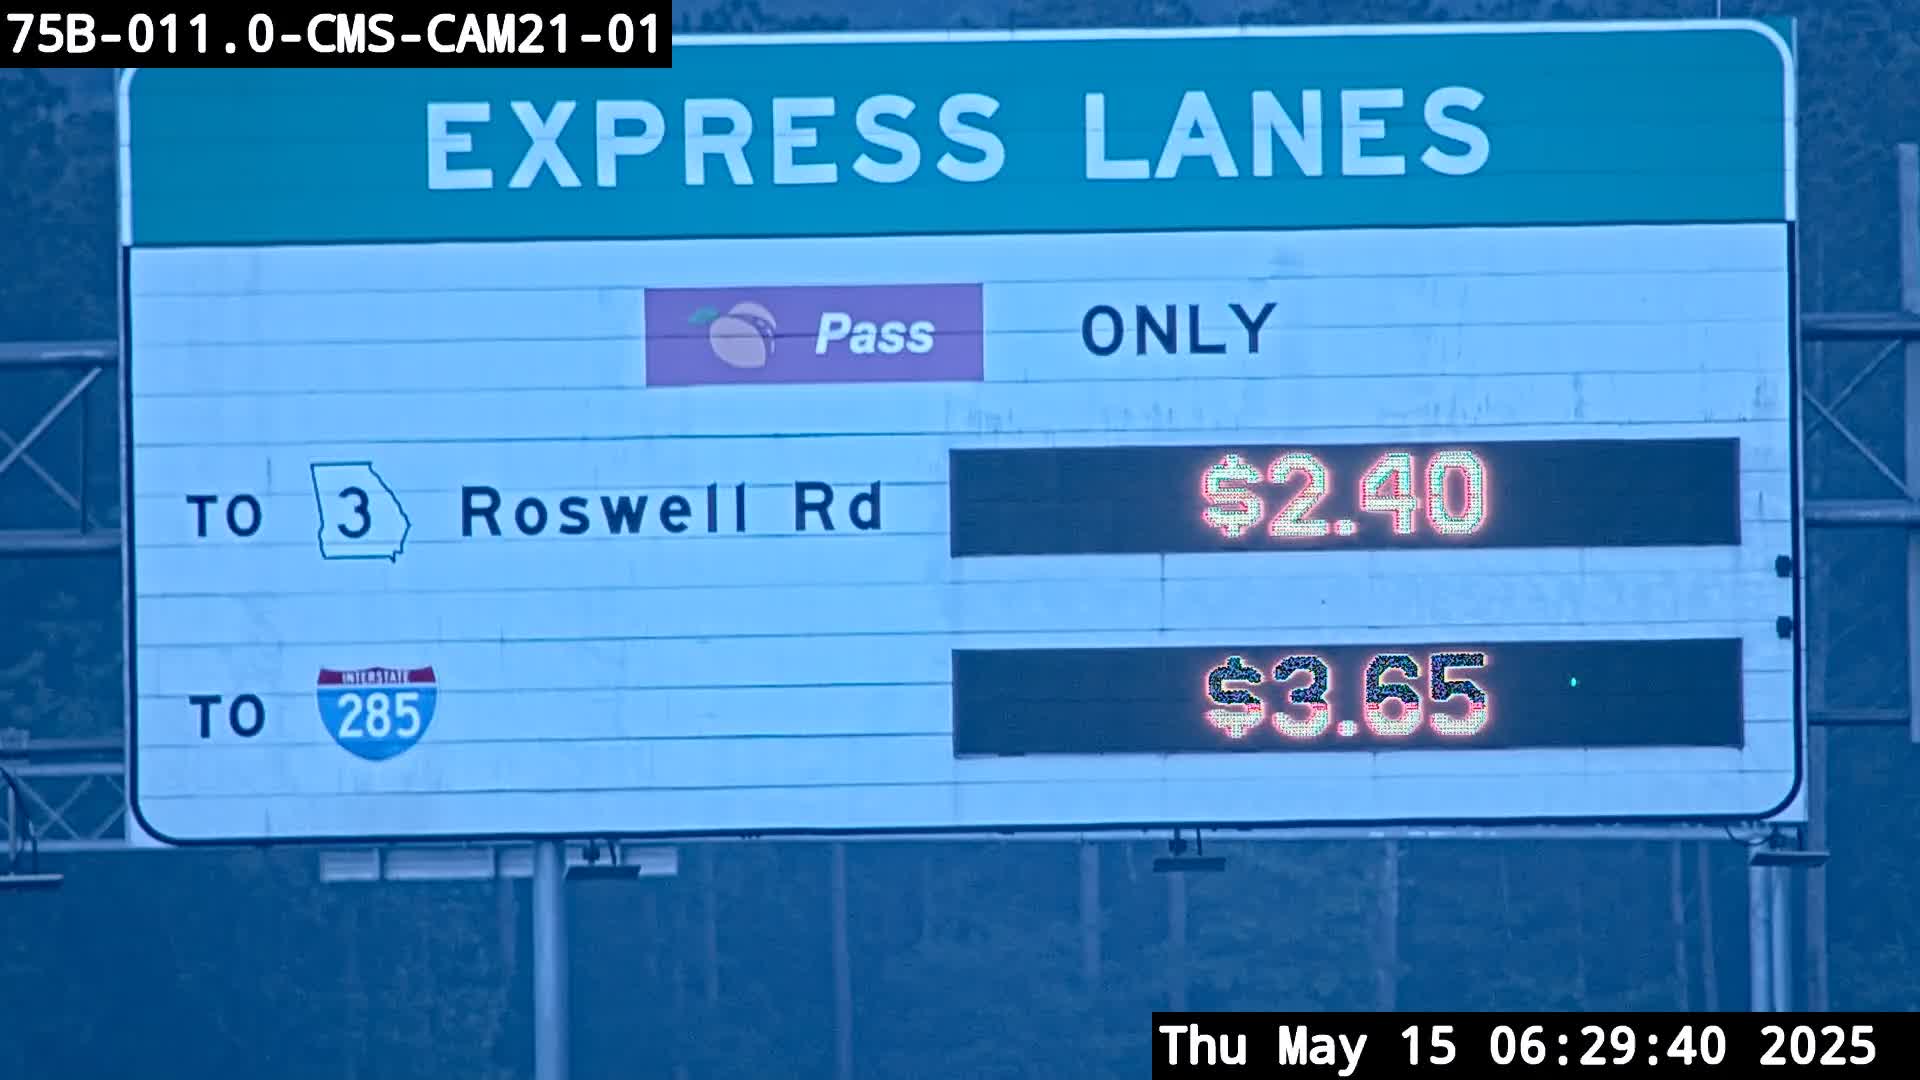 75B-011.0-CMS-CAM21-01
EXPRESS LANES
Pass ONLY
TO 3 Roswell Rd $2.40
TO INTERSTATE 285 $3.65
Thu May 15 06:29:40 2025